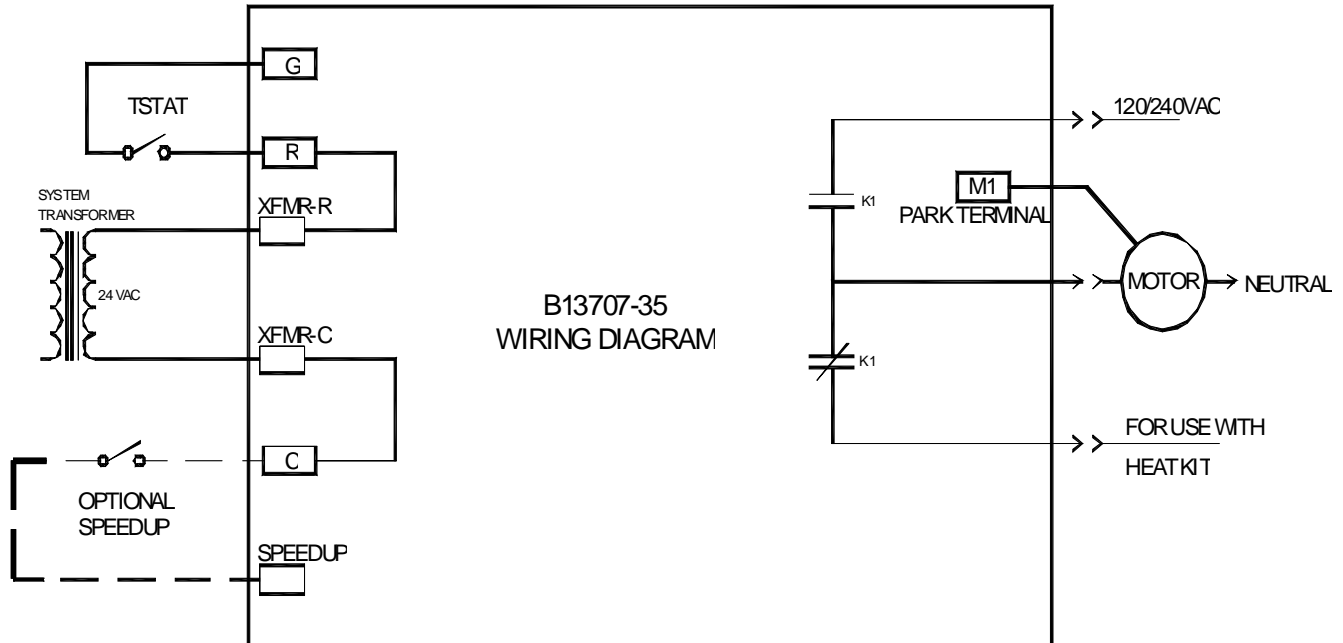 G
TSTAT
R
SYSTEM
TRANSFORMER
XFMR-R
24 VAC
XFMR-C
C
OPTIONAL
SPEEDUP
SPEEDUP
B13707-35
WIRING DIAGRAM
120/240VAC
M1
PARK TERMINAL
K1
MOTOR
NEUTRAL
K1
FOR USE WITH
HEAT KIT